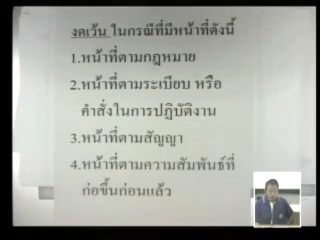 งดเว้น ในกรณีที่มีหน้าที่ดังนี้
1.หน้าที่ตามกฎหมาย
2.หน้าที่ตามระเบียบ หรือ
คำสั่งในการปฏิบัติงาน
3.หน้าที่ตามสัญญา
4.หน้าที่ตามความสัมพันธ์ที่
ก่อขึ้นก่อนแล้ว